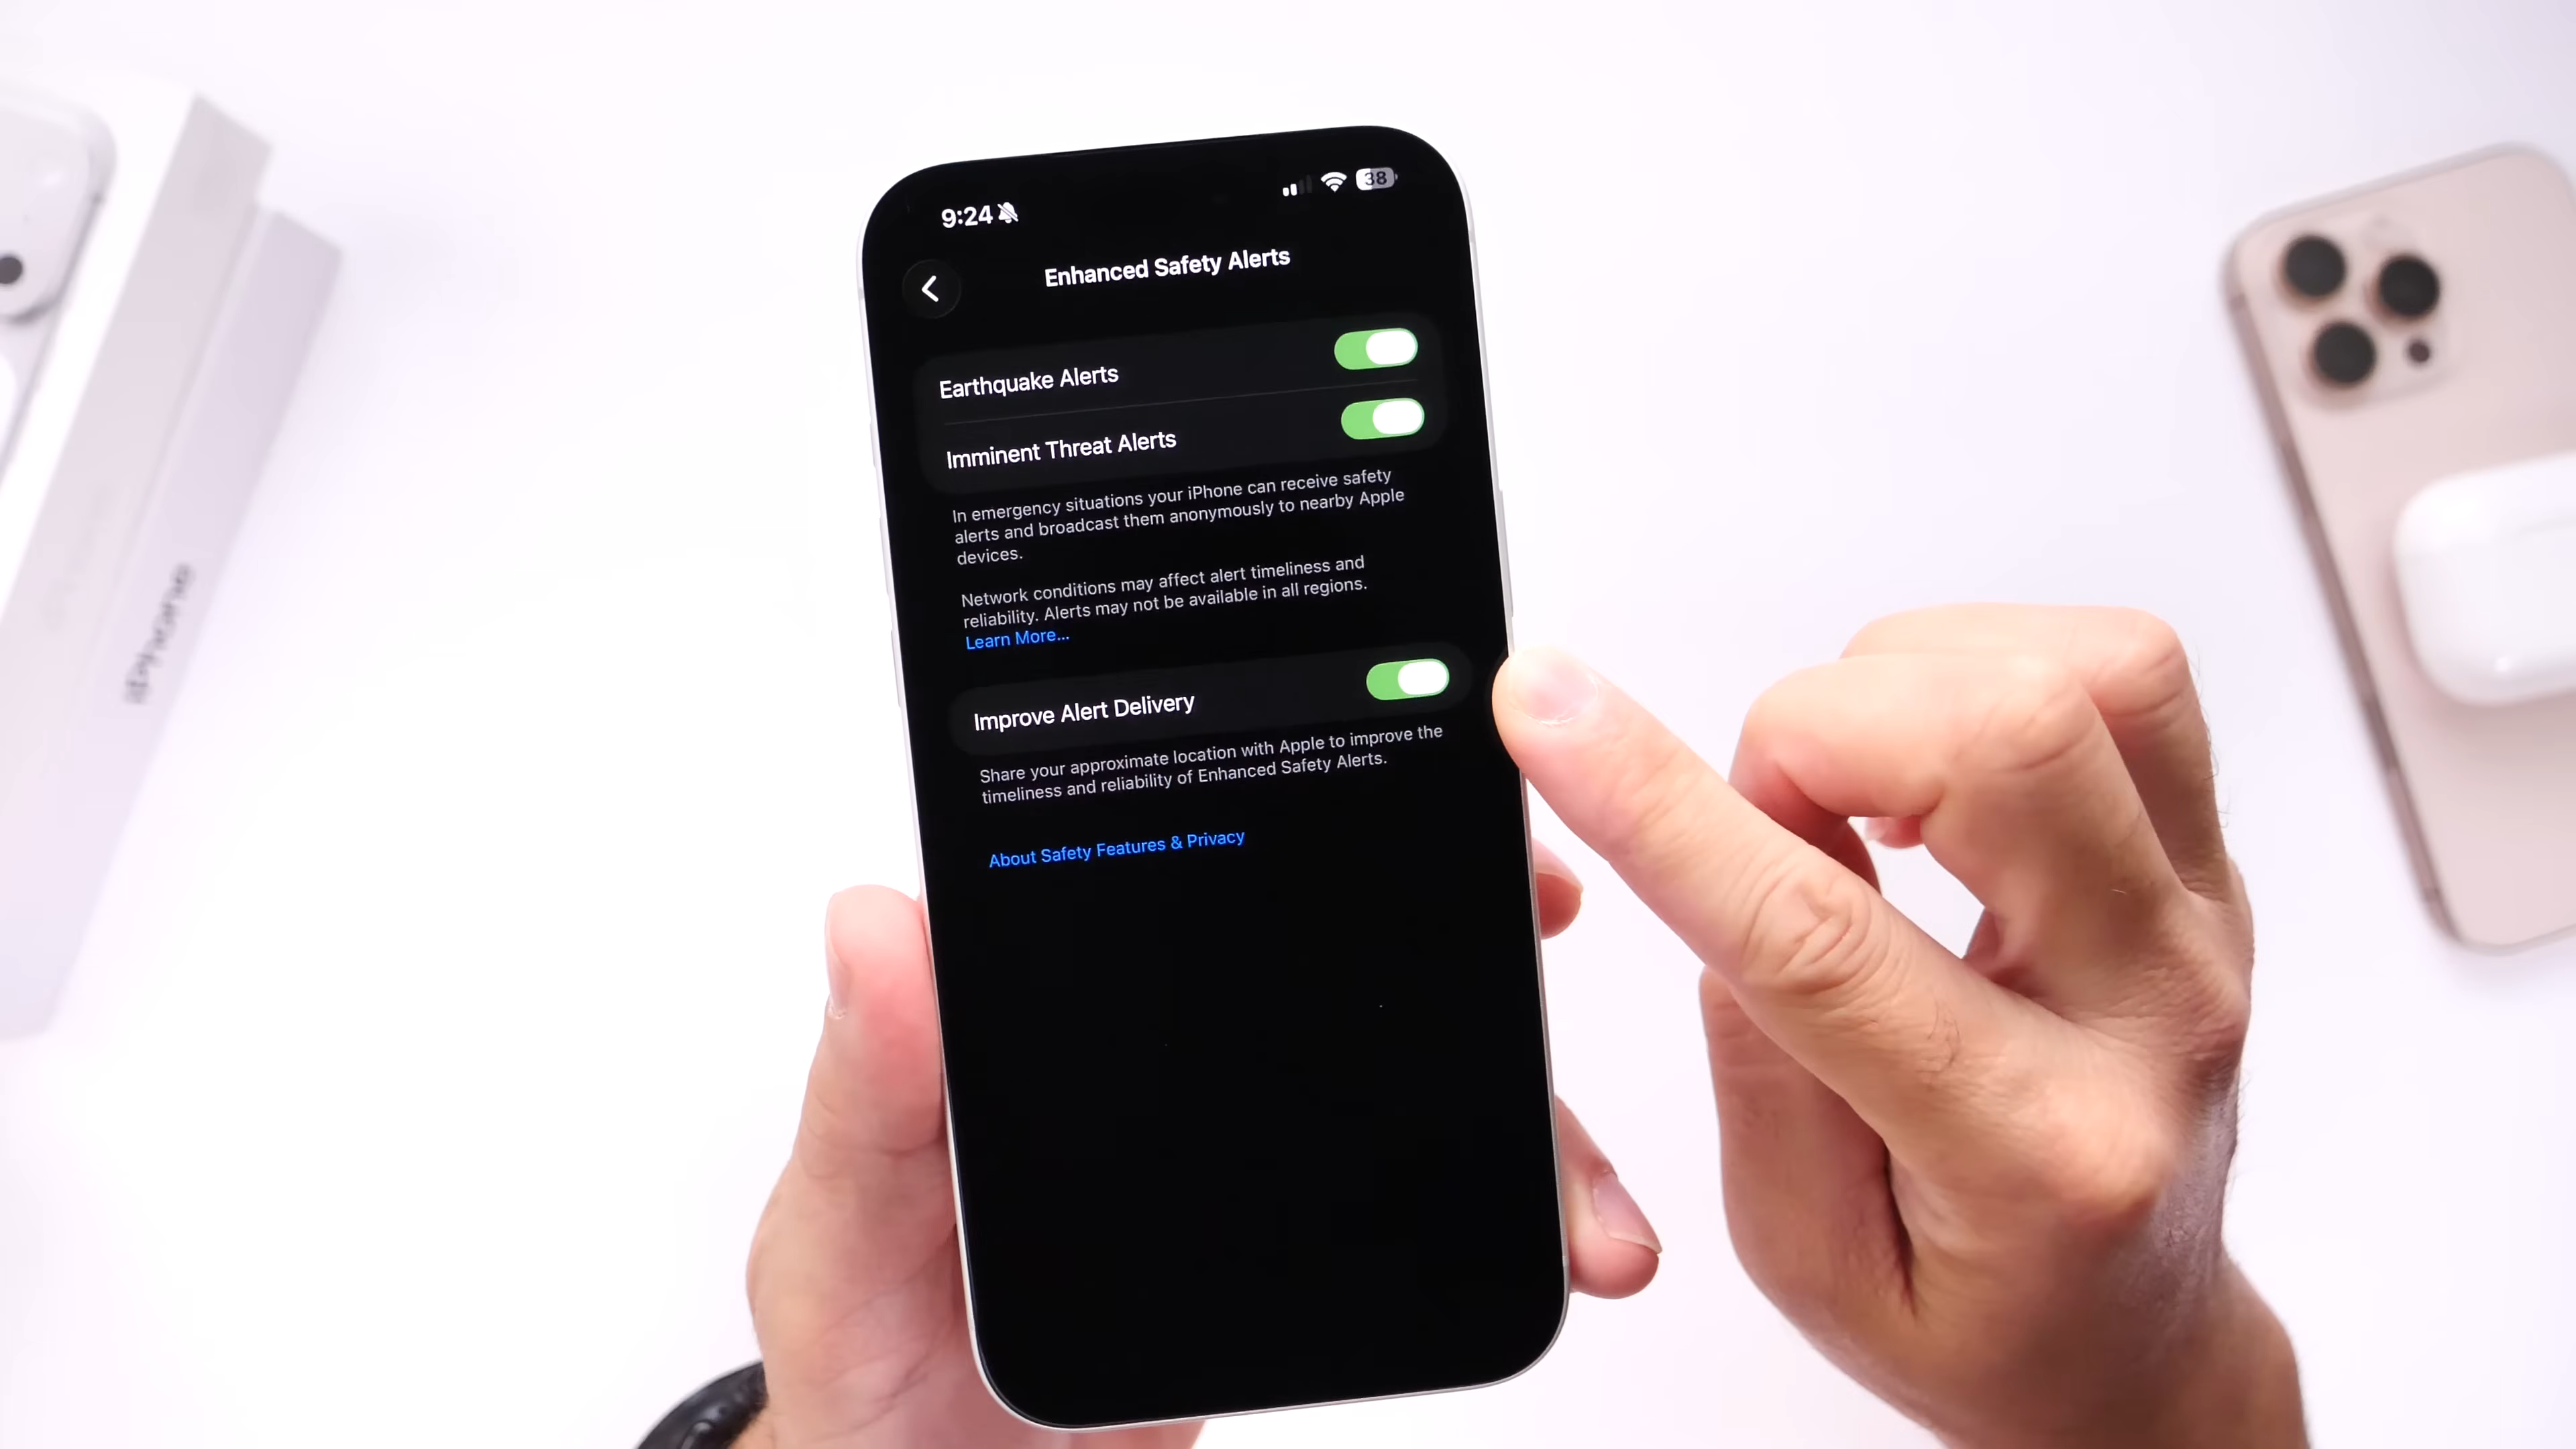 9:24
38
Enhanced Safety Alerts
Earthquake Alerts
Imminent Threat Alerts
In emergency situations your iPhone can receive safety
alerts and broadcast them anonymously to nearby Apple
devices.
Network conditions may affect alert timeliness and
reliability. Alerts may not be available in all regions.
Learn More...
Improve Alert Delivery
Share your approximate location with Apple to improve the
timeliness and reliability of Enhanced Safety Alerts.
About Safety Features & Privacy
iPhone